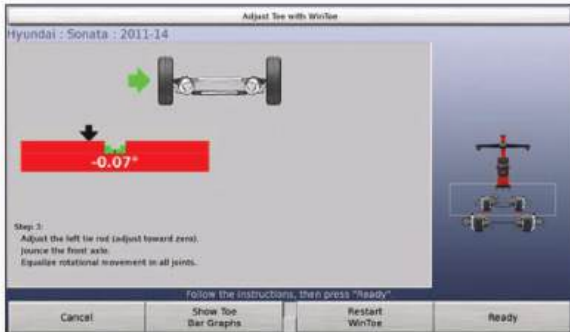 Adjust Toe with WinToe
Hyundai : Sonata : 2011-14
-0.07°
Step 3:
Adjust the left tie rod (adjust toward zero).
Jounce the front axle.
Equalize rotational movement in all joints.
Follow the instructions, then press "Ready"
Cancel
Show Toe
Bar Graphs
Restart
WinToe
Ready